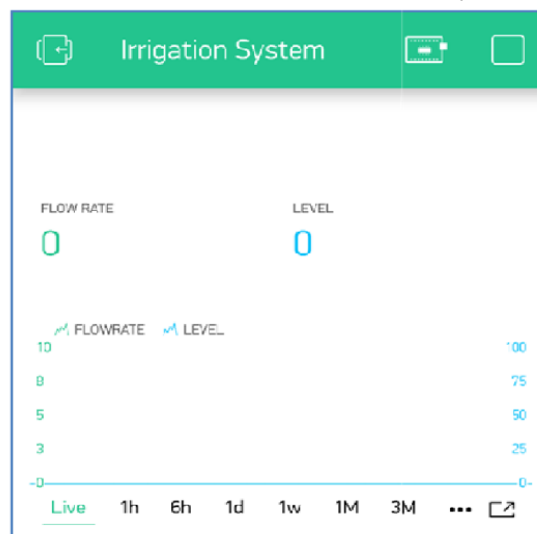 Irrigation System
FLOW RATE LEVEL
0 0
FLOWRATE LEVEL
10 100
8 75
5 50
3 25
-0 -0-
Live 1h 6h 1d 1w 1M 3M •••